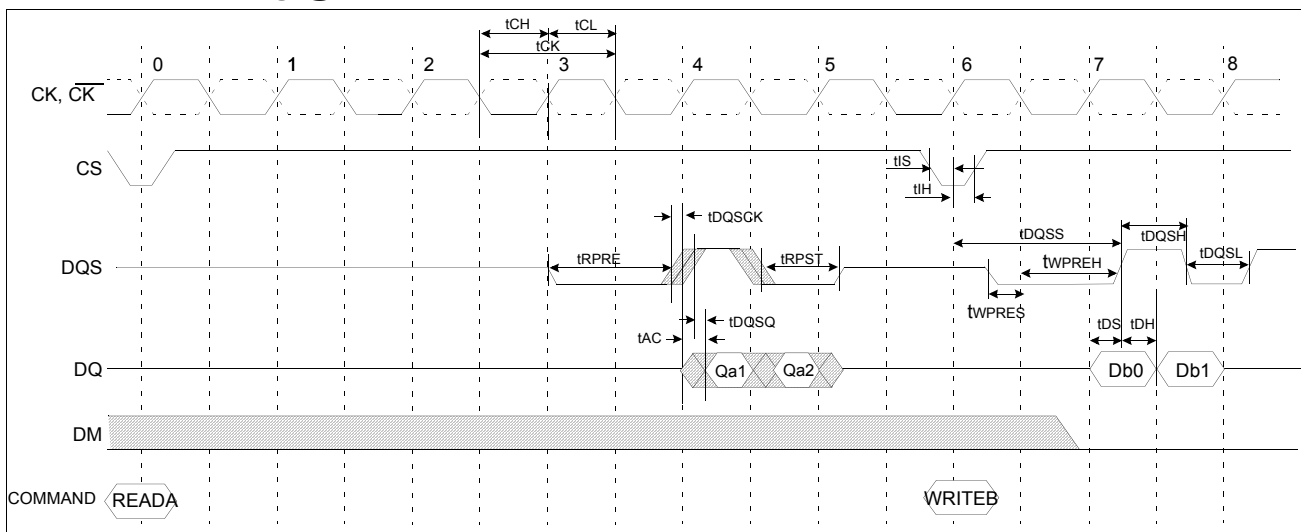 tCH tCL
tCK
0 1 2 3 4 5 6 7 8
CK, CK
CS
tIS
tIH
tDQSCK
tDQSS
tDQSH
DQS
tRPRE
tRPST
tWPREH
tDQSL
tWPRES
tDQSQ
tAC
tDS tDH
DQ
Qa1 Qa2
Db0 Db1
DM
COMMAND
READA
WRITEB